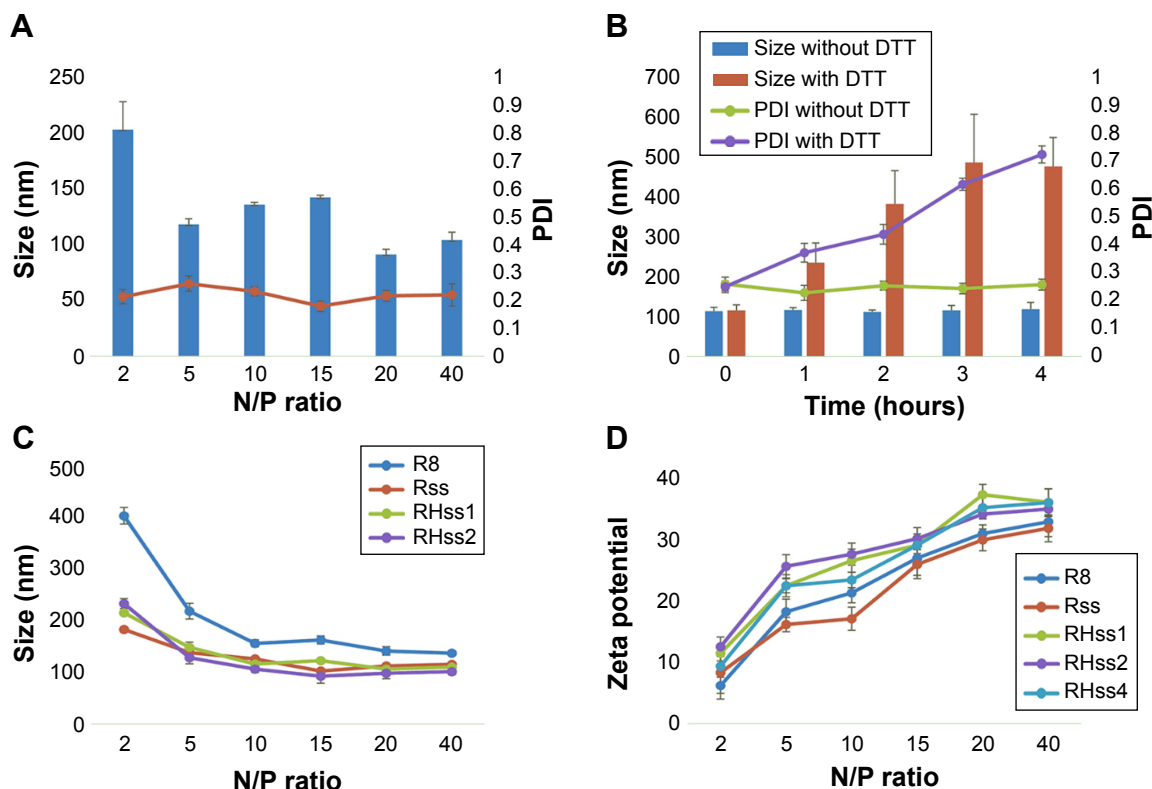 A
250
200
150
100
50
0
Size (nm)
1
0.9
0.8
0.7
0.6
0.5
0.4
0.3
0.2
0.1
0
PDI
2 5 10 15 20 40
N/P ratio
B
Size without DTT
Size with DTT
PDI without DTT
PDI with DTT
700
600
500
400
300
200
100
0
Size (nm)
1
0.9
0.8
0.7
0.6
0.5
0.4
0.3
0.2
0.1
0
PDI
0 1 2 3 4
Time (hours)
C
R8
Rss
RHss1
RHss2
500
400
300
200
100
0
Size (nm)
2 5 10 15 20 40
N/P ratio
D
40
30
20
10
0
Zeta potential
R8
Rss
RHss1
RHss2
RHss4
2 5 10 15 20 40
N/P ratio